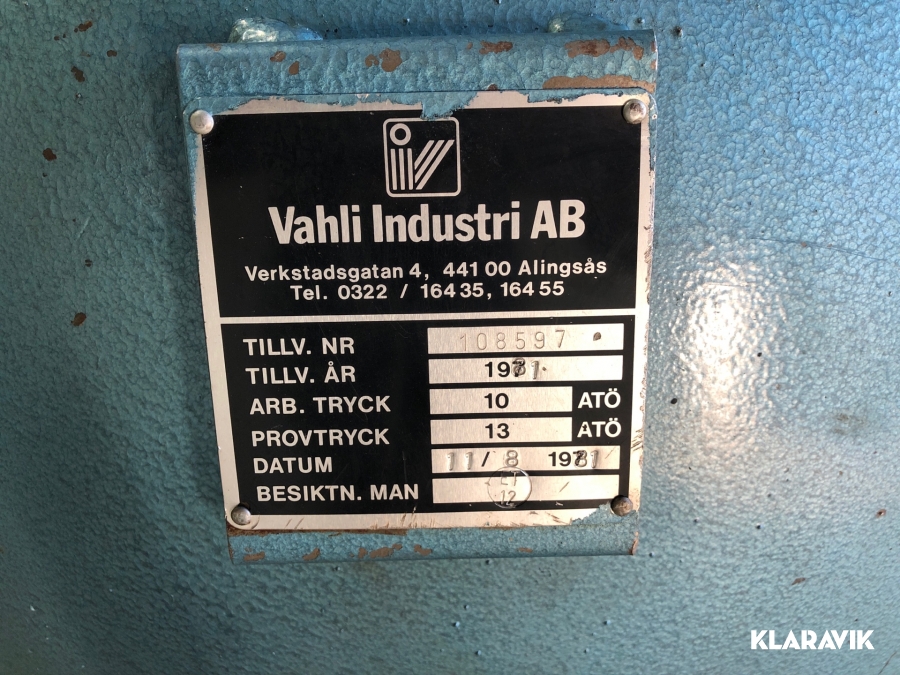 Vahli Industri AB
Verkstadsgatan 4, 441 00 Alingsås
Tel. 0322 / 164 35, 164 55
TILLV. NR 108597
TILLV. ÅR 1981
ARB. TRYCK 10 ATÖ
PROVTRYCK 13 ATÖ
DATUM 11/8 1981
BESIKTN. MAN ET 12
KLARAVIK